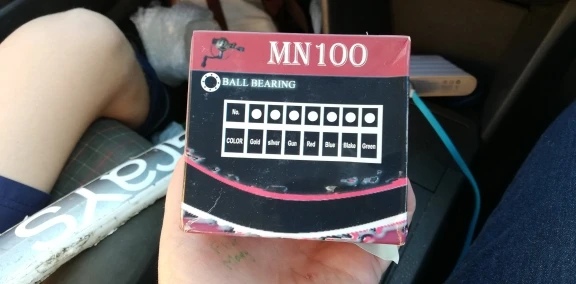 MN100
BALL BEARING
No.
COLOR Gold silver Gun Red Blue Blake Green